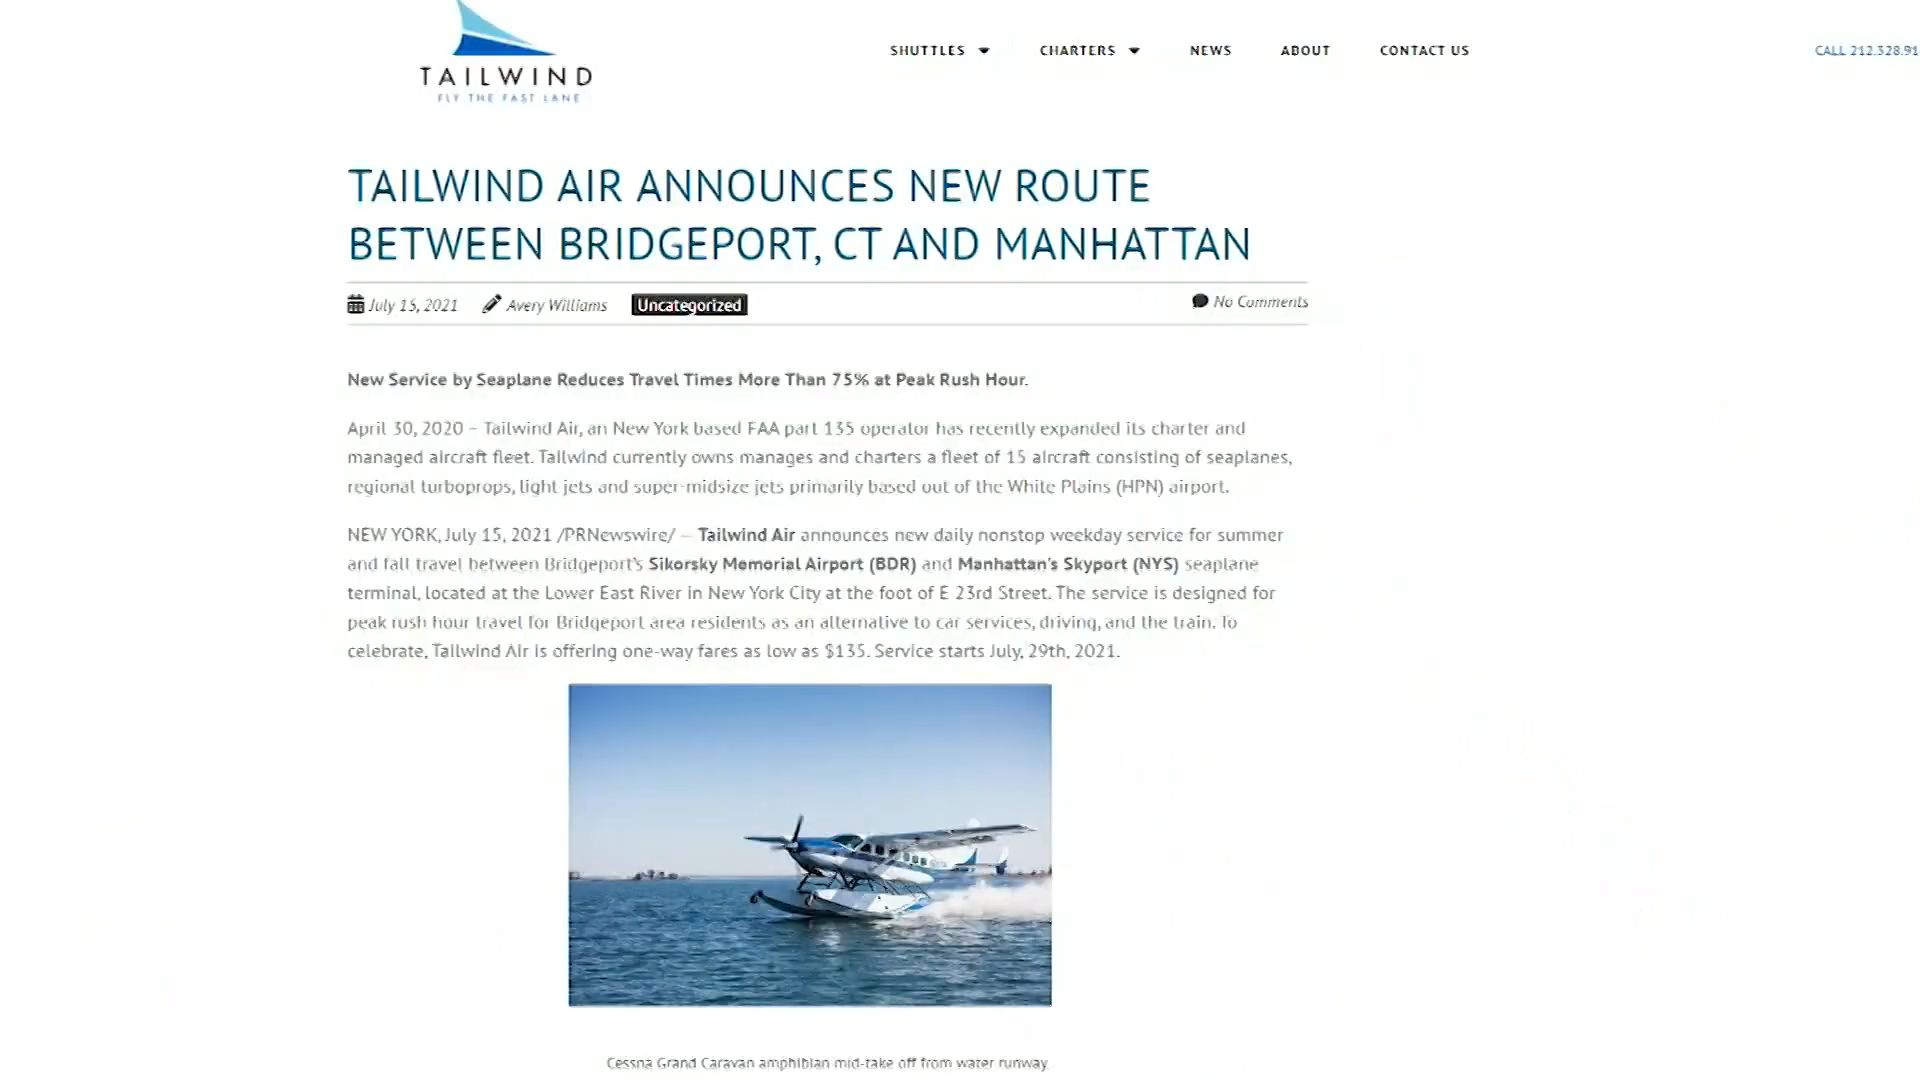 TAILWIND
FLY THE FAST LANE
SHUTTLES
CHARTERS
NEWS
ABOUT
CONTACT US
CALL 212.328.91
TAILWIND AIR ANNOUNCES NEW ROUTE
BETWEEN BRIDGEPORT, CT AND MANHATTAN
July 15, 2021 Avery Williams Uncategorized No Comments
New Service by Seaplane Reduces Travel Times More Than 75% at Peak Rush Hour.
April 30, 2020 – Tailwind Air, an New York based FAA part 135 operator has recently expanded its charter and
managed aircraft fleet. Tailwind currently owns manages and charters a fleet of 15 aircraft consisting of seaplanes,
regional turboprops, light jets and super-midsize jets primarily based out of the White Plains (HPN) airport.
NEW YORK, July 15, 2021 /PRNewswire/ — Tailwind Air announces new daily nonstop weekday service for summer
and fall travel between Bridgeport's Sikorsky Memorial Airport (BDR) and Manhattan's Skyport (NYS) seaplane
terminal, located at the Lower East River in New York City at the foot of E 23rd Street. The service is designed for
peak rush hour travel for Bridgeport area residents as an alternative to car services, driving, and the train. To
celebrate, Tailwind Air is offering one-way fares as low as $135. Service starts July, 29th, 2021.
Cessna Grand Caravan amphibian mid-take off from water runway.